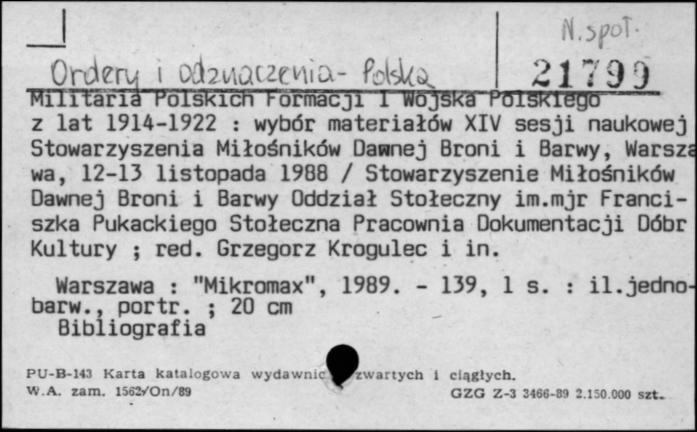 N. społ.
Ordery i odznaczenia - Polska
21799
Militaria Polskich Formacji I Wojska Polskiego
z lat 1914-1922 : wybór materiałów XIV sesji naukowej
Stowarzyszenia Miłośników Dawnej Broni i Barwy, Warsza
wa, 12-13 listopada 1988 / Stowarzyszenie Miłośników
Dawnej Broni i Barwy Oddział Stołeczny im.mjr Franci-
szka Pukackiego Stołeczna Pracownia Dokumentacji Dóbr
Kultury ; red. Grzegorz Krogulec i in.
Warszawa : "Mikromax", 1989. - 139, 1 s. : il.jedno-
barw., portr. ; 20 cm
Bibliografia
PU-B-143 Karta katalogowa wydawnic zwartych i ciągłych.
W.A. zam. 1562/On/89 GZG Z-3 3466-89 2.150.000 szt.